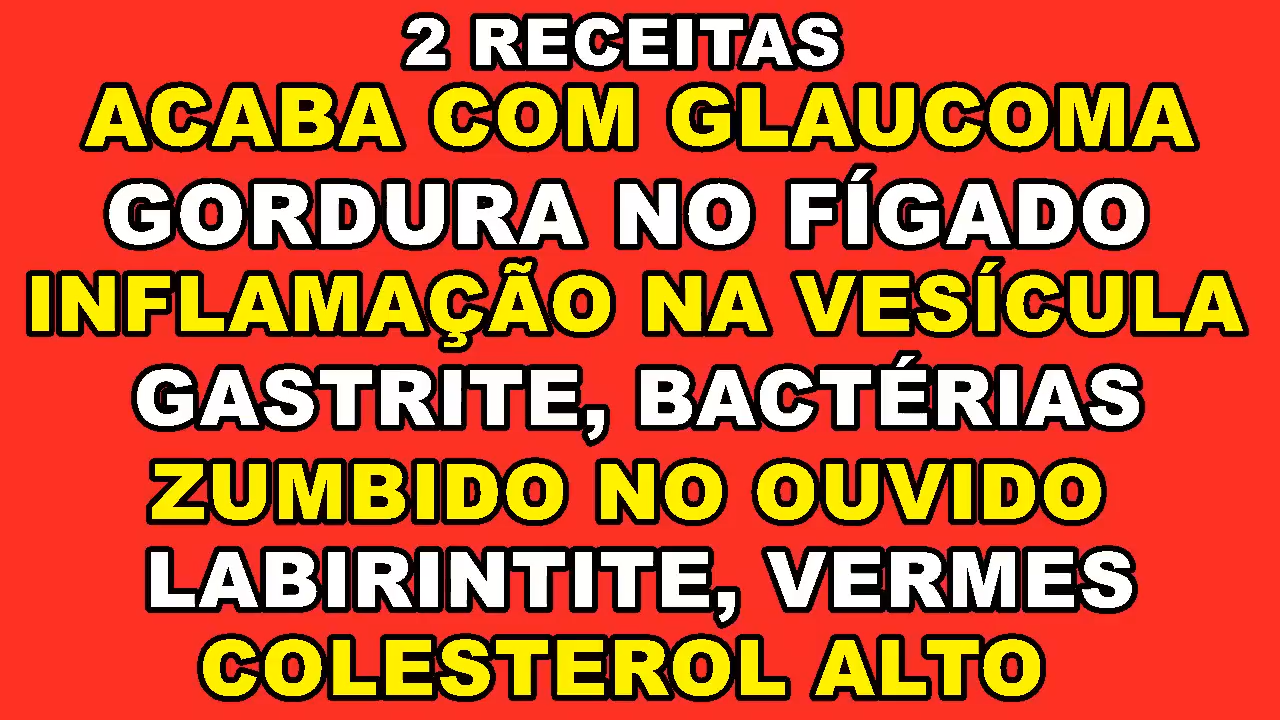 2 RECEITAS
ACABA COM GLAUCOMA
GORDURA NO FÍGADO
INFLAMAÇÃO NA VESÍCULA
GASTRITE, BACTÉRIAS
ZUMBIDO NO OUVIDO
LABIRINTITE, VERMES
COLESTEROL ALTO